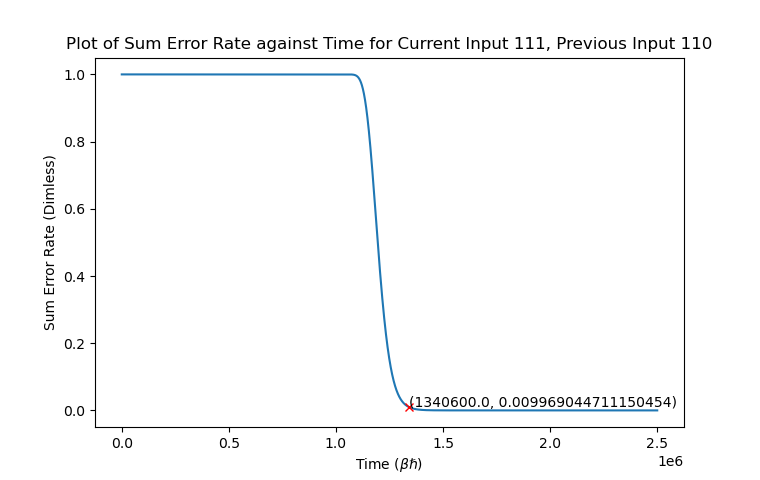 Plot of Sum Error Rate against Time for Current Input 111, Previous Input 110
Sum Error Rate (Dimless)
1.0
0.8
0.6
0.4
0.2
0.0
(1340600.0, 0.009969044711150454)
0.0 0.5 1.0 1.5 2.0 2.5
1e6
Time (βℏ)